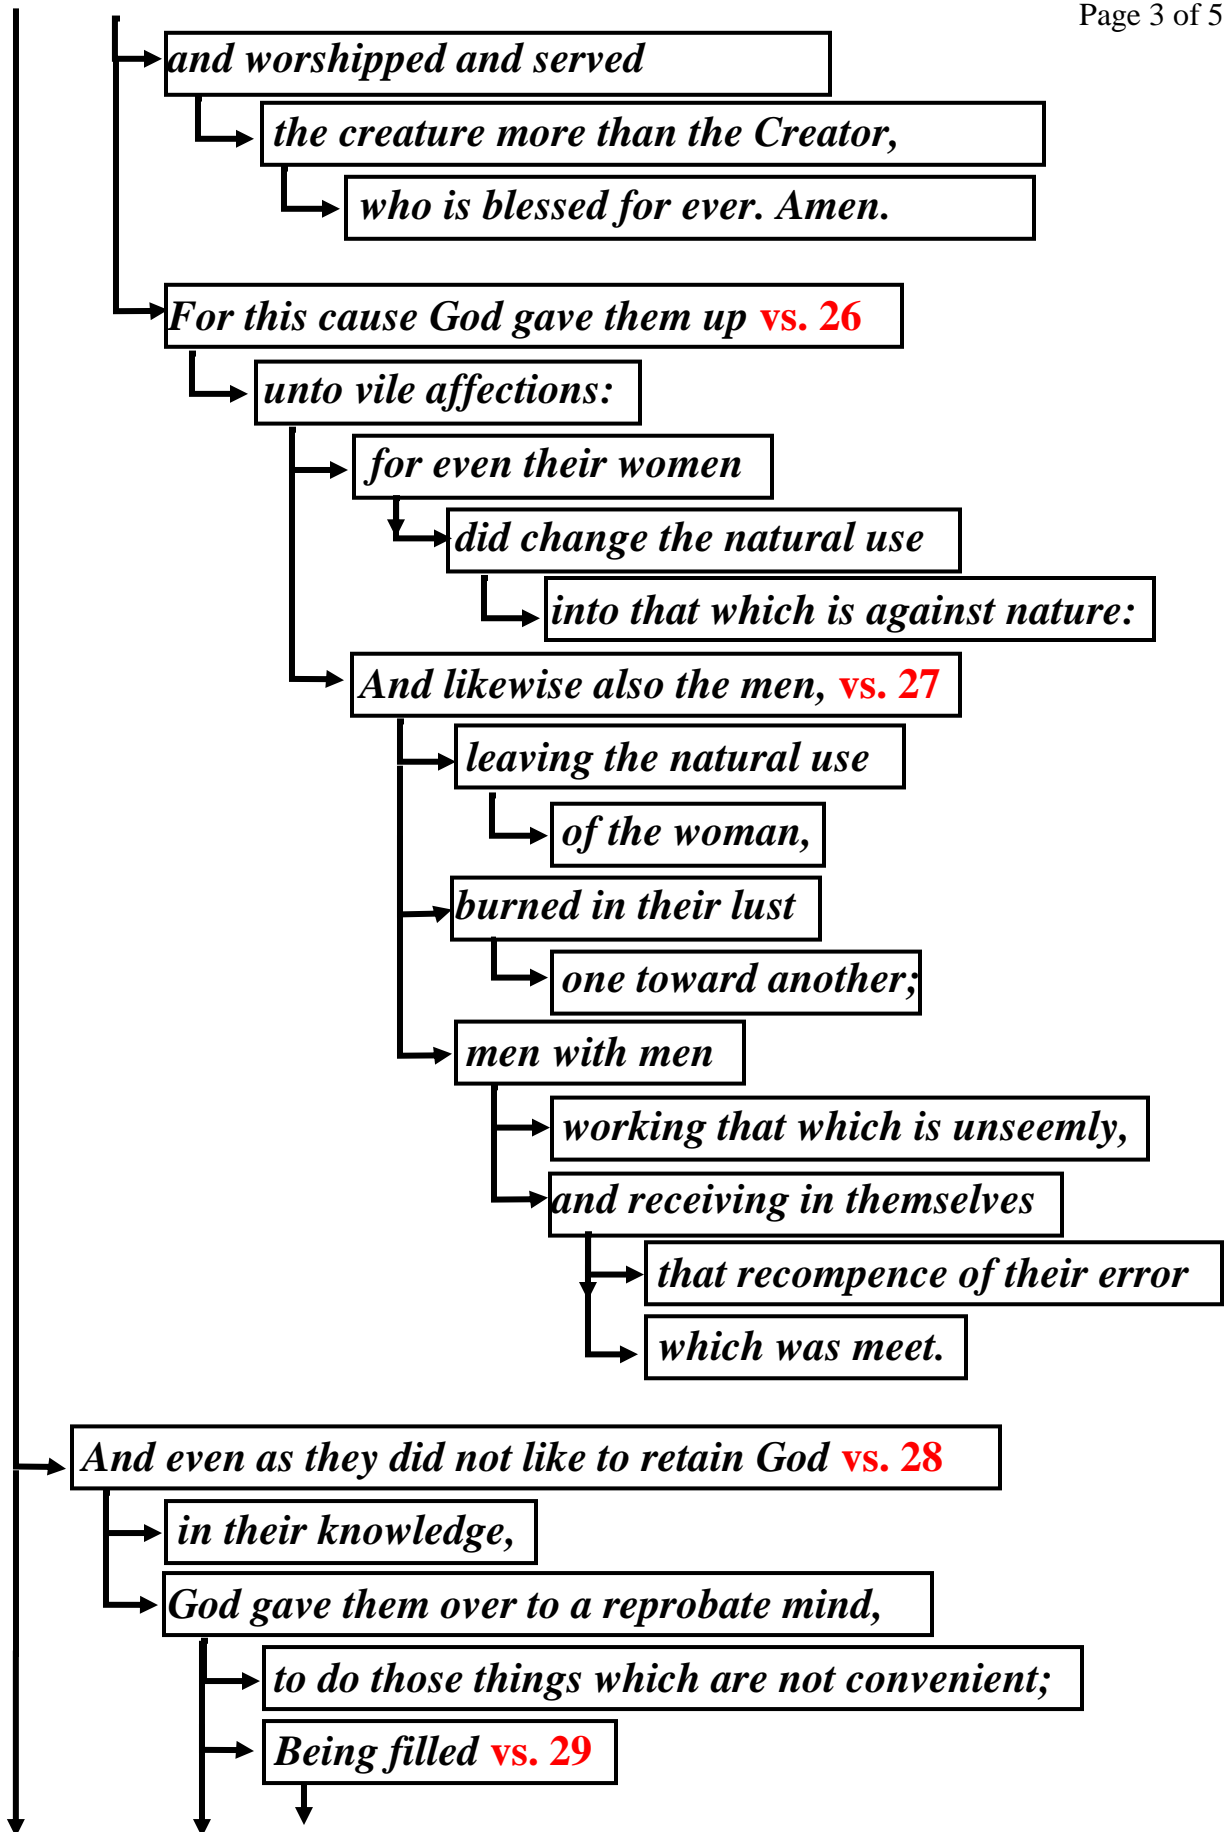 Page 3 of 5
and worshipped and served
the creature more than the Creator,
who is blessed for ever. Amen.
For this cause God gave them up vs. 26
unto vile affections:
for even their women
did change the natural use
into that which is against nature:
And likewise also the men, vs. 27
leaving the natural use
of the woman,
burned in their lust
one toward another;
men with men
working that which is unseemly,
and receiving in themselves
that recompence of their error
which was meet.
And even as they did not like to retain God vs. 28
in their knowledge,
God gave them over to a reprobate mind,
to do those things which are not convenient;
Being filled vs. 29